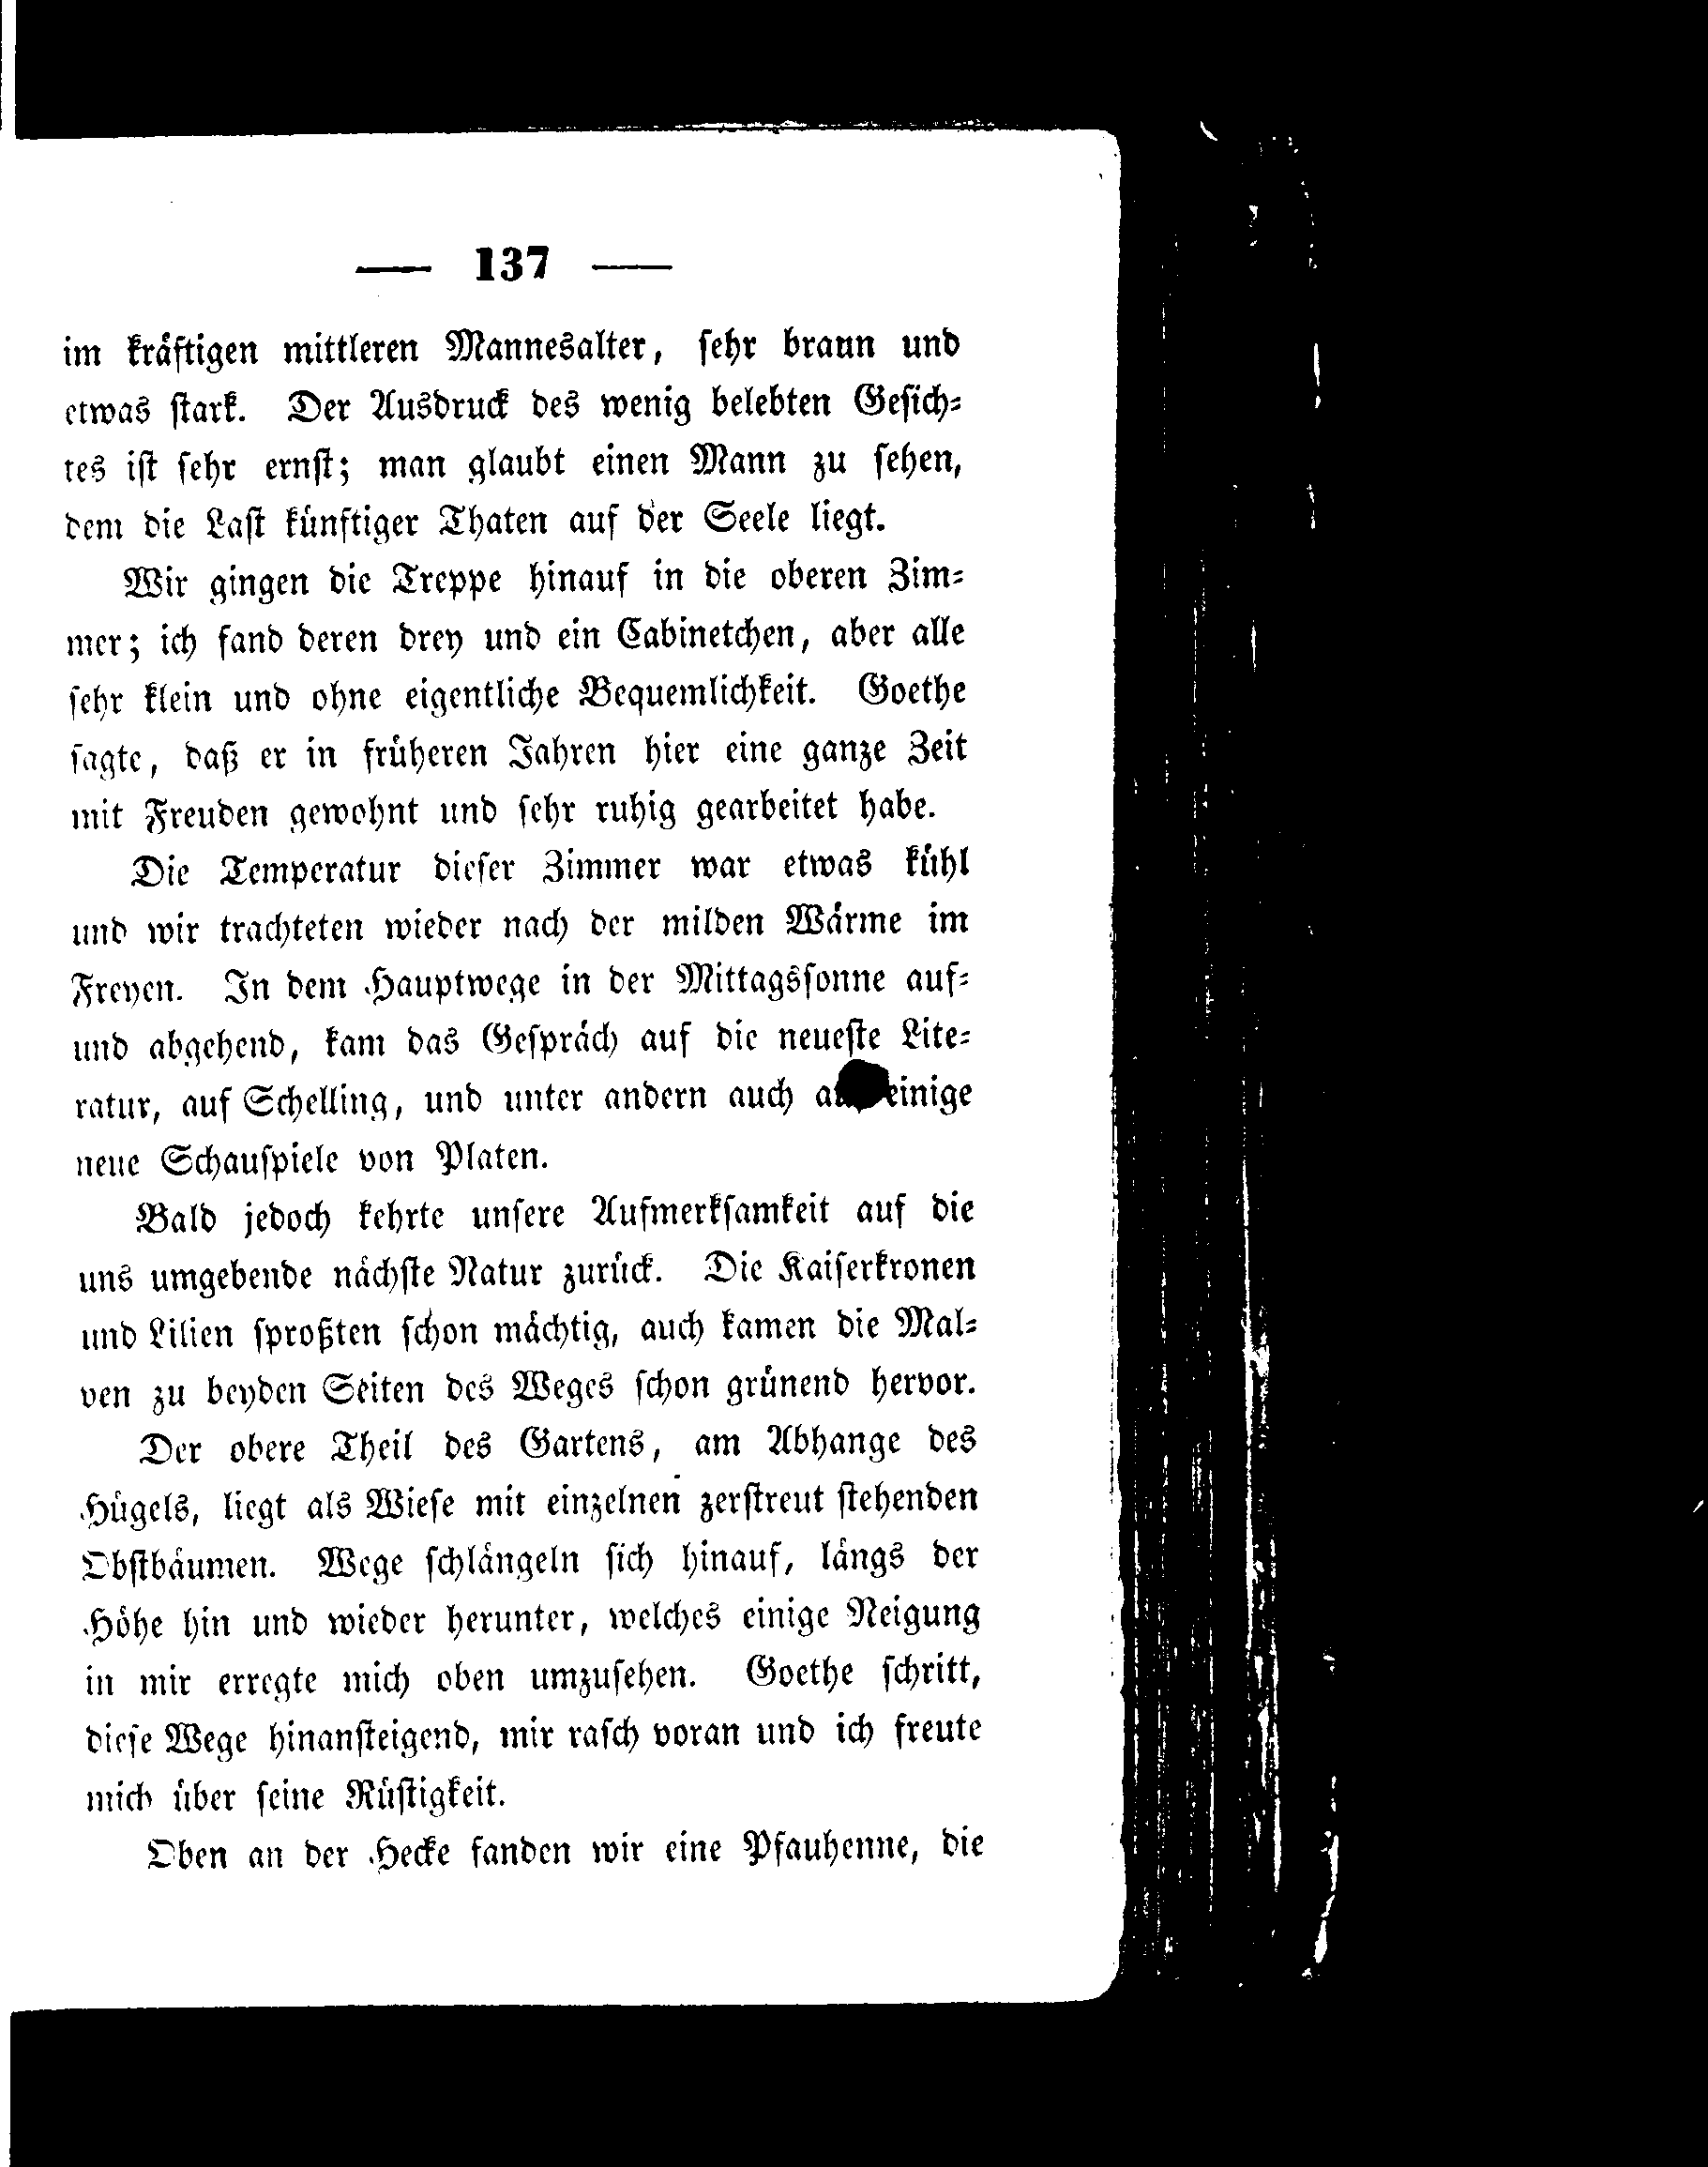 — 137 —
im kräftigen mittleren Mannesalter, sehr braun und
etwas stark. Der Ausdruck des wenig belebten Gesich-
tes ist sehr ernst; man glaubt einen Mann zu sehen,
dem die Last künftiger Thaten auf der Seele liegt.
Wir gingen die Treppe hinauf in die oberen Zim-
mer; ich fand deren drey und ein Cabinetchen, aber alle
sehr klein und ohne eigentliche Bequemlichkeit. Goethe
sagte, daß er in früheren Jahren hier eine ganze Zeit
mit Freuden gewohnt und sehr ruhig gearbeitet habe.
Die Temperatur dieser Zimmer war etwas kühl
und wir trachteten wieder nach der milden Wärme im
Freyen. In dem Hauptwege in der Mittagssonne auf-
und abgehend, kam das Gespräch auf die neueste Lite-
ratur, auf Schelling, und unter andern auch einige
neue Schauspiele von Platen.
Bald jedoch kehrte unsere Aufmerksamkeit auf die
uns umgebende nächste Natur zurück. Die Kaiserkronen
und Lilien sproßten schon mächtig, auch kamen die Mal-
ven zu beyden Seiten des Weges schon grünend hervor.
Der obere Theil des Gartens, am Abhange des
Hügels, liegt als Wiese mit einzelnen zerstreut stehenden
Obstbäumen. Wege schlängeln sich hinauf, längs der
Höhe hin und wieder herunter, welches einige Neigung
in mir erregte mich oben umzusehen. Goethe schritt,
diese Wege hinansteigend, mir rasch voran und ich freute
mich über seine Rüstigkeit.
Oben an der Hecke fanden wir eine Pfauhenne, die